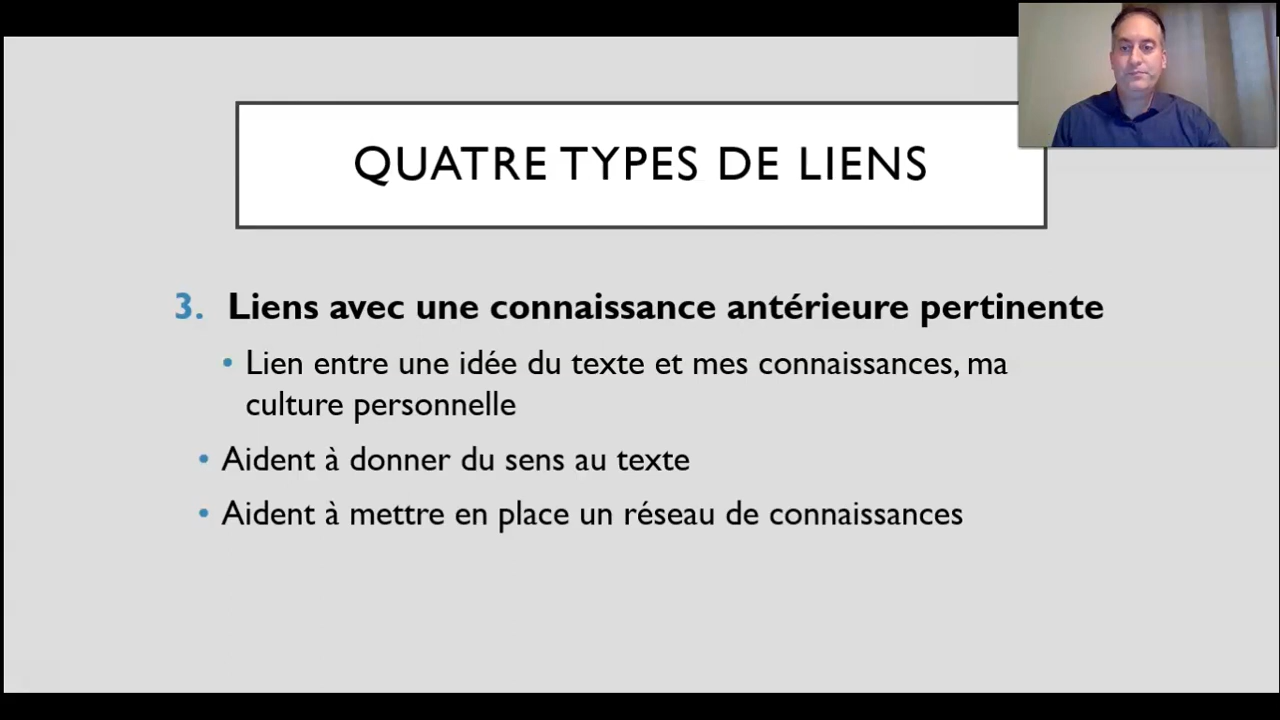 QUATRE TYPES DE LIENS
3. Liens avec une connaissance antérieure pertinente
• Lien entre une idée du texte et mes connaissances, ma
culture personnelle
• Aident à donner du sens au texte
• Aident à mettre en place un réseau de connaissances